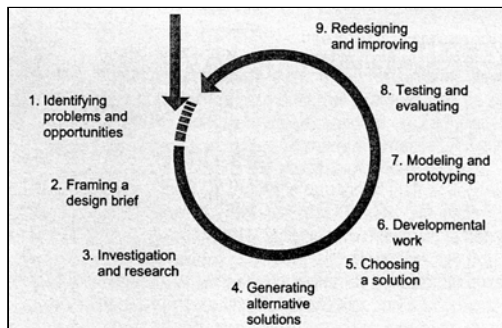 1. Identifying
problems and
opportunities
2. Framing a
design brief
3. Investigation
and research
4. Generating
alternative
solutions
5. Choosing
a solution
6. Developmental
work
7. Modeling and
prototyping
8. Testing and
evaluating
9. Redesigning
and improving